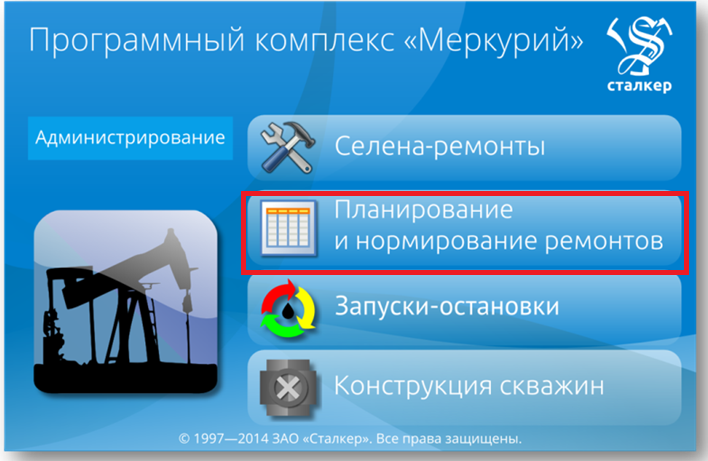 Программный комплекс «Меркурий»
сталкер
Администрирование
Селена-ремонты
Планирование
и нормирование ремонтов
Запуски-остановки
Конструкция скважин
© 1997—2014 ЗАО «Сталкер». Все права защищены.